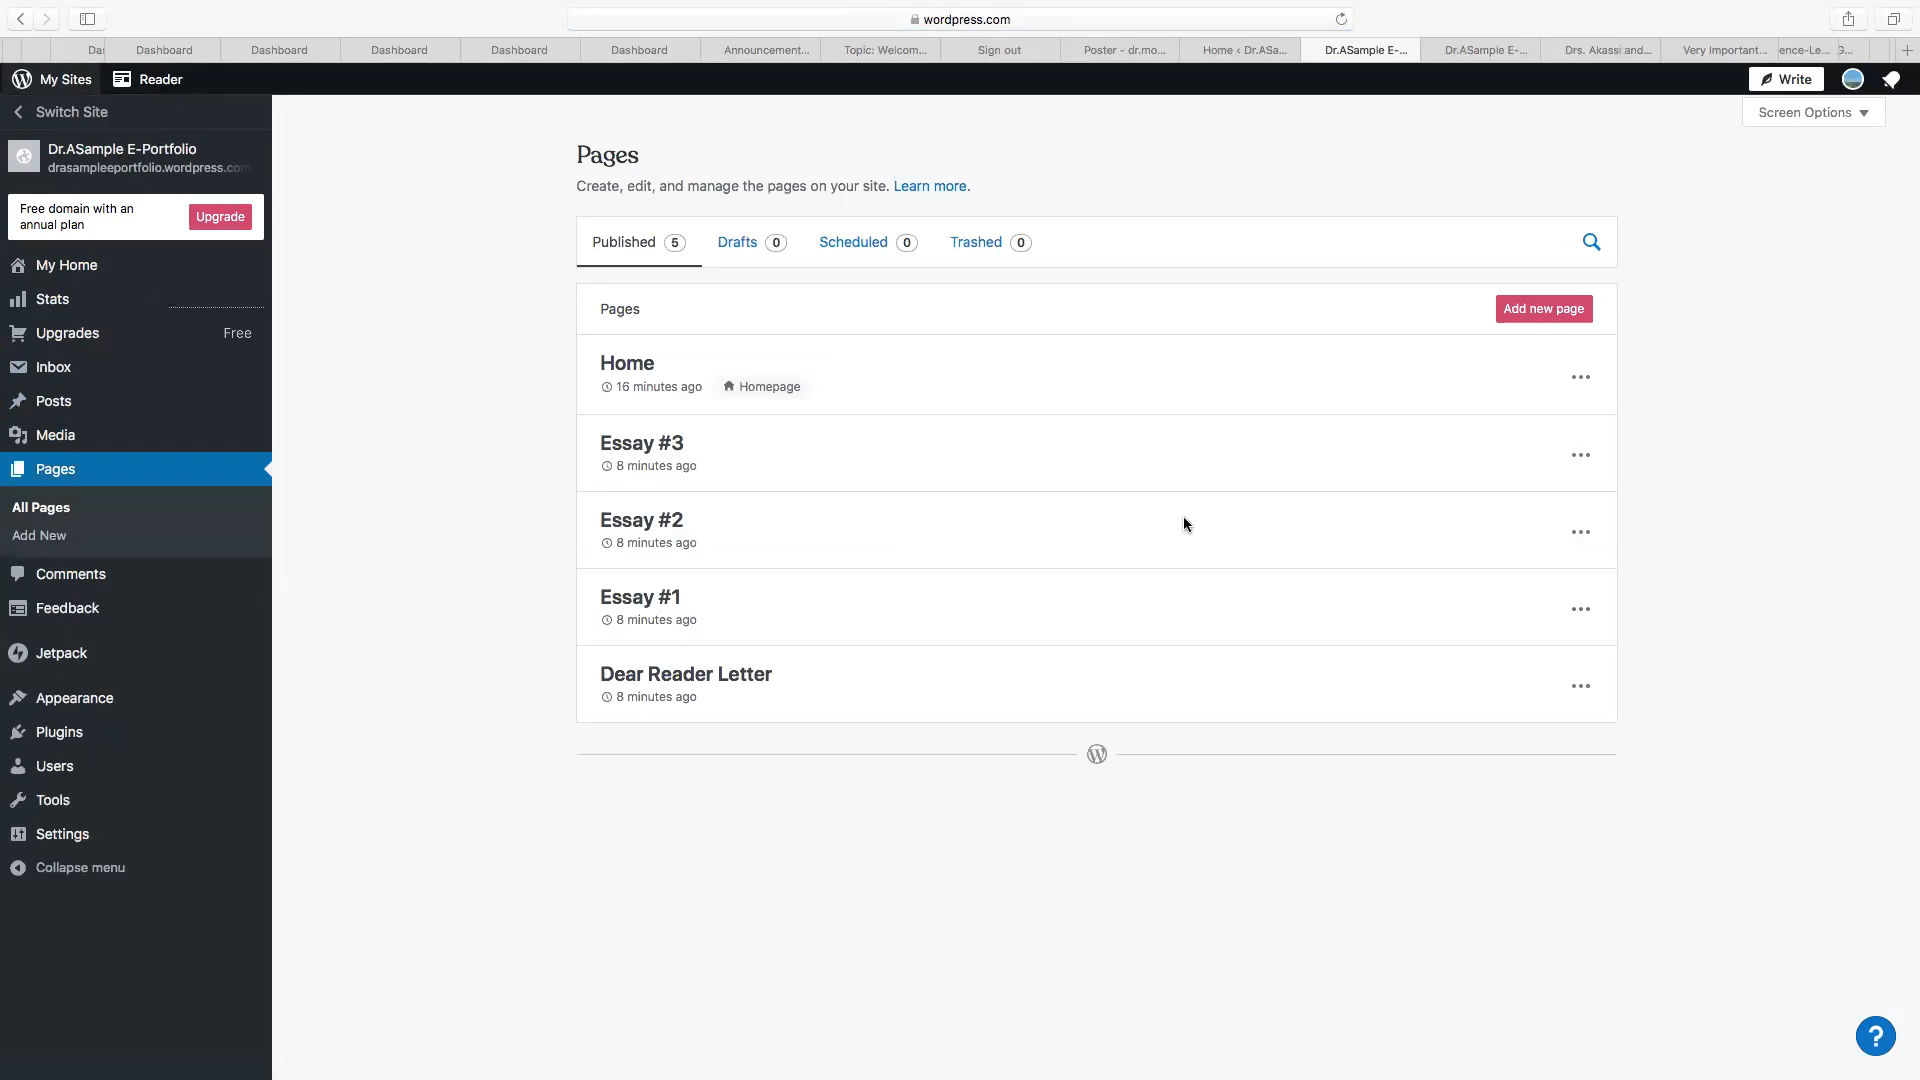 wordpress.com
Das
Dashboard
Dashboard
Dashboard
Dashboard
Dashboard
Announcement...
Topic: Welcom...
Sign out
Poster - dr.mo...
Home ‹ Dr.ASa...
Dr.ASample E-...
Dr.ASample E-...
Drs. Akassi and...
Very Important...
ence-Le...
My Sites
Reader
Write
Switch Site
Screen Options
Dr.ASample E-Portfolio
drasampleeportfolio.wordpress.com
Free domain with an
annual plan
Upgrade
My Home
Stats
Upgrades
Free
Inbox
Posts
Media
Pages
All Pages
Add New
Comments
Feedback
Jetpack
Appearance
Plugins
Users
Tools
Settings
Collapse menu
Pages
Create, edit, and manage the pages on your site. Learn more.
Published 5
Drafts 0
Scheduled 0
Trashed 0
Pages
Add new page
Home
16 minutes ago
Homepage
Essay #3
8 minutes ago
Essay #2
8 minutes ago
Essay #1
8 minutes ago
Dear Reader Letter
8 minutes ago
?